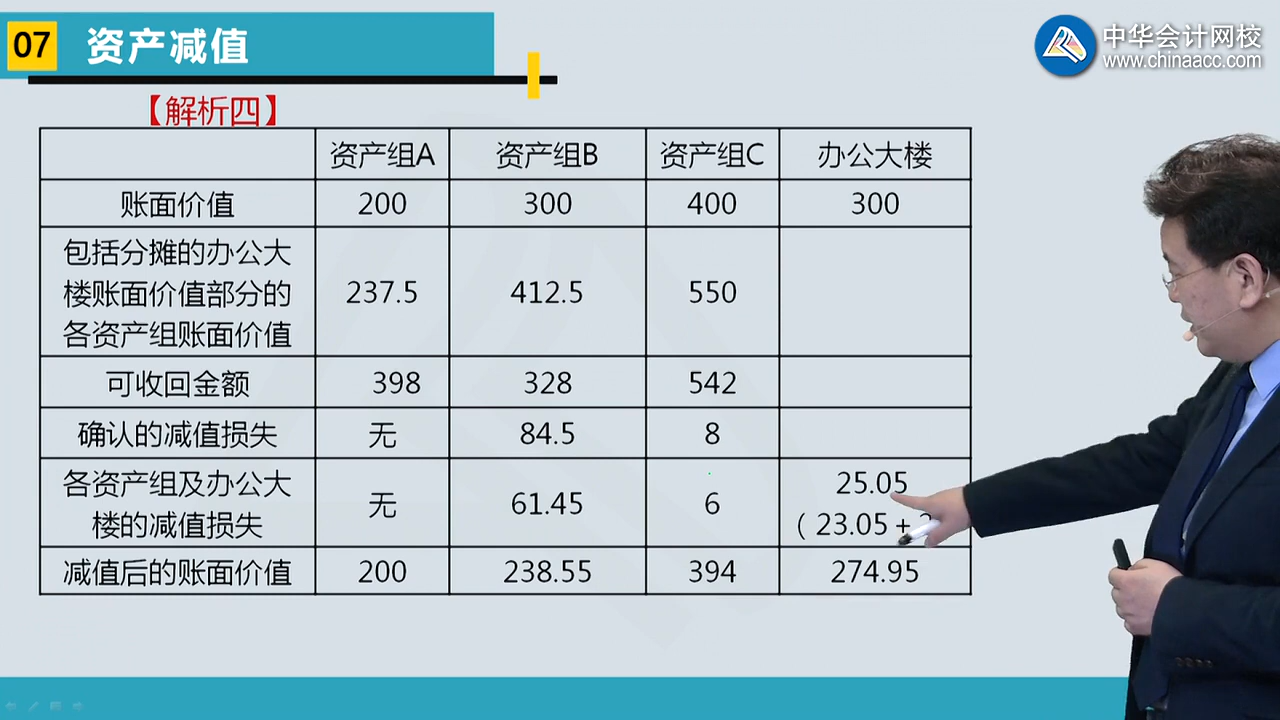 07 资产减值
中华会计网校
www.chinaacc.com
【解析四】
资产组A 资产组B 资产组C 办公大楼
账面价值 200 300 400 300
包括分摊的办公大
楼账面价值部分的
各资产组账面价值
237.5 412.5 550
可收回金额 398 328 542
确认的减值损失 无 84.5 8
各资产组及办公大
楼的减值损失
无 61.45 6
25.05
（23.05+
减值后的账面价值 200 238.55 394 274.95